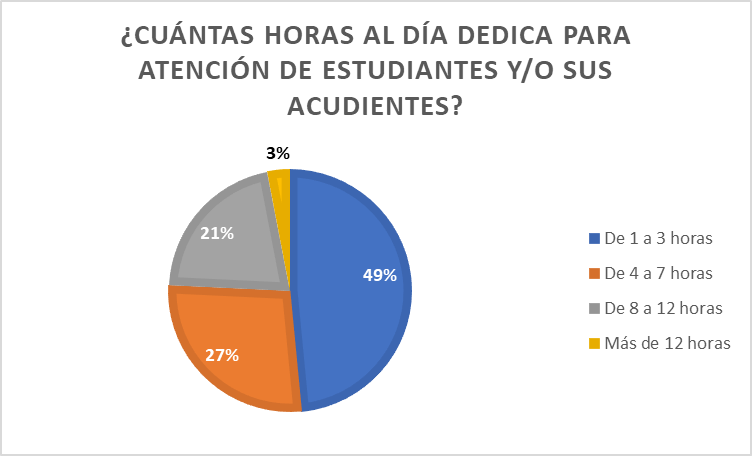 ¿CUÁNTAS HORAS AL DÍA DEDICA PARA
ATENCIÓN DE ESTUDIANTES Y/O SUS
ACUDIENTES?
3%
21%
49%
27%
De 1 a 3 horas
De 4 a 7 horas
De 8 a 12 horas
Más de 12 horas